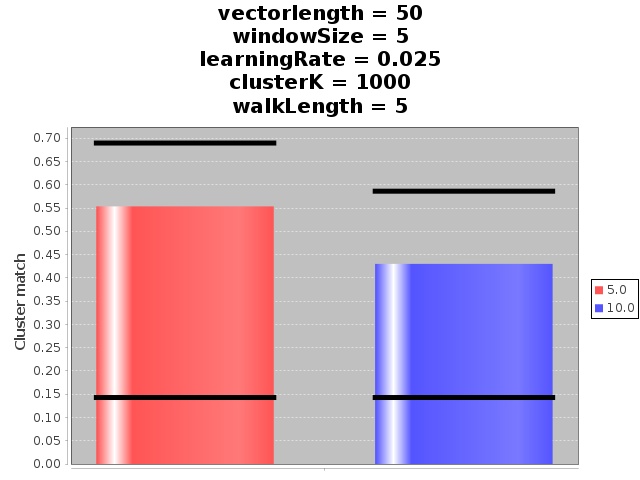 vectorlength = 50
windowSize = 5
learningRate = 0.025
clusterK = 1000
walkLength = 5
0.70
0.65
0.60
0.55
0.50
0.45
0.40
0.35
0.30
0.25
0.20
0.15
0.10
0.05
0.00
Cluster match
5.0
10.0